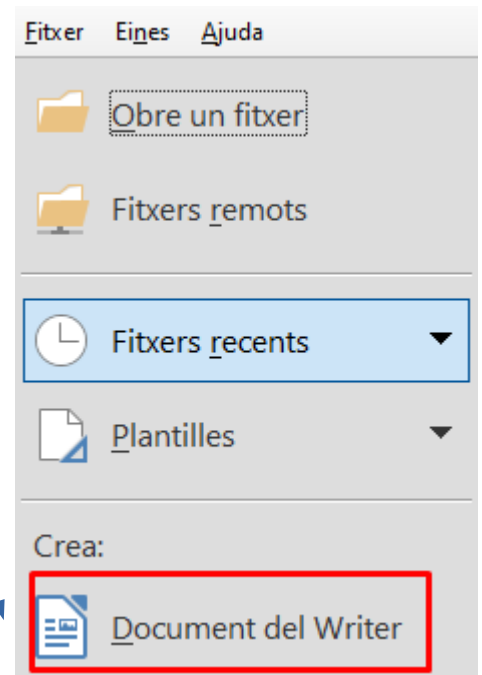 Fitxer Eines Ajuda
Obre un fitxer
Fitxers remots
Fitxers recents
Plantilles
Crea:
Document del Writer